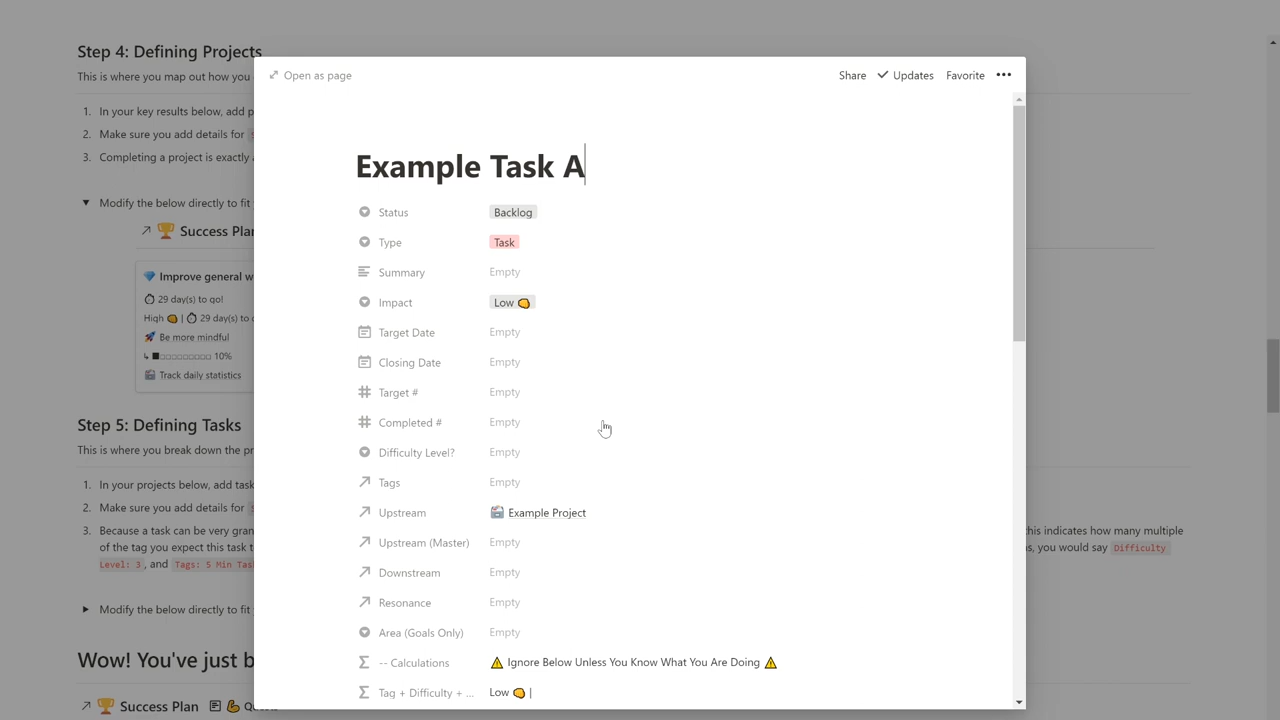 Step 4: Defining Projects
This is where you map out how you
1. In your key results below, add p
2. Make sure you add details for
3. Completing a project is exactly
Modify the below directly to fit
🏆 Success Plan
💎 Improve general w
⏱ 29 day(s) to go!
High 👊 | ⏱ 29 day(s) to
🚀 Be more mindful
↳ ■□□□□□□□□□ 10%
Track daily statistics
Step 5: Defining Tasks
This is where you break down the pr
1. In your projects below, add task
2. Make sure you add details for
3. Because a task can be very gran
of the tag you expect this task t
Level: 3 , and Tags: 5 Min Tas
this indicates how many multiple
s, you would say Difficulty
Modify the below directly to fit
Wow! You've just b
🏆 Success Plan
Open as page
Share ✓ Updates Favorite •••
Example Task A
Status Backlog
Type Task
Summary Empty
Impact Low 👊
Target Date Empty
Closing Date Empty
Target # Empty
Completed # Empty
Difficulty Level? Empty
Tags Empty
Upstream Example Project
Upstream (Master) Empty
Downstream Empty
Resonance Empty
Area (Goals Only) Empty
-- Calculations ⚠️ Ignore Below Unless You Know What You Are Doing ⚠️
Tag + Difficulty + ... Low 👊 |